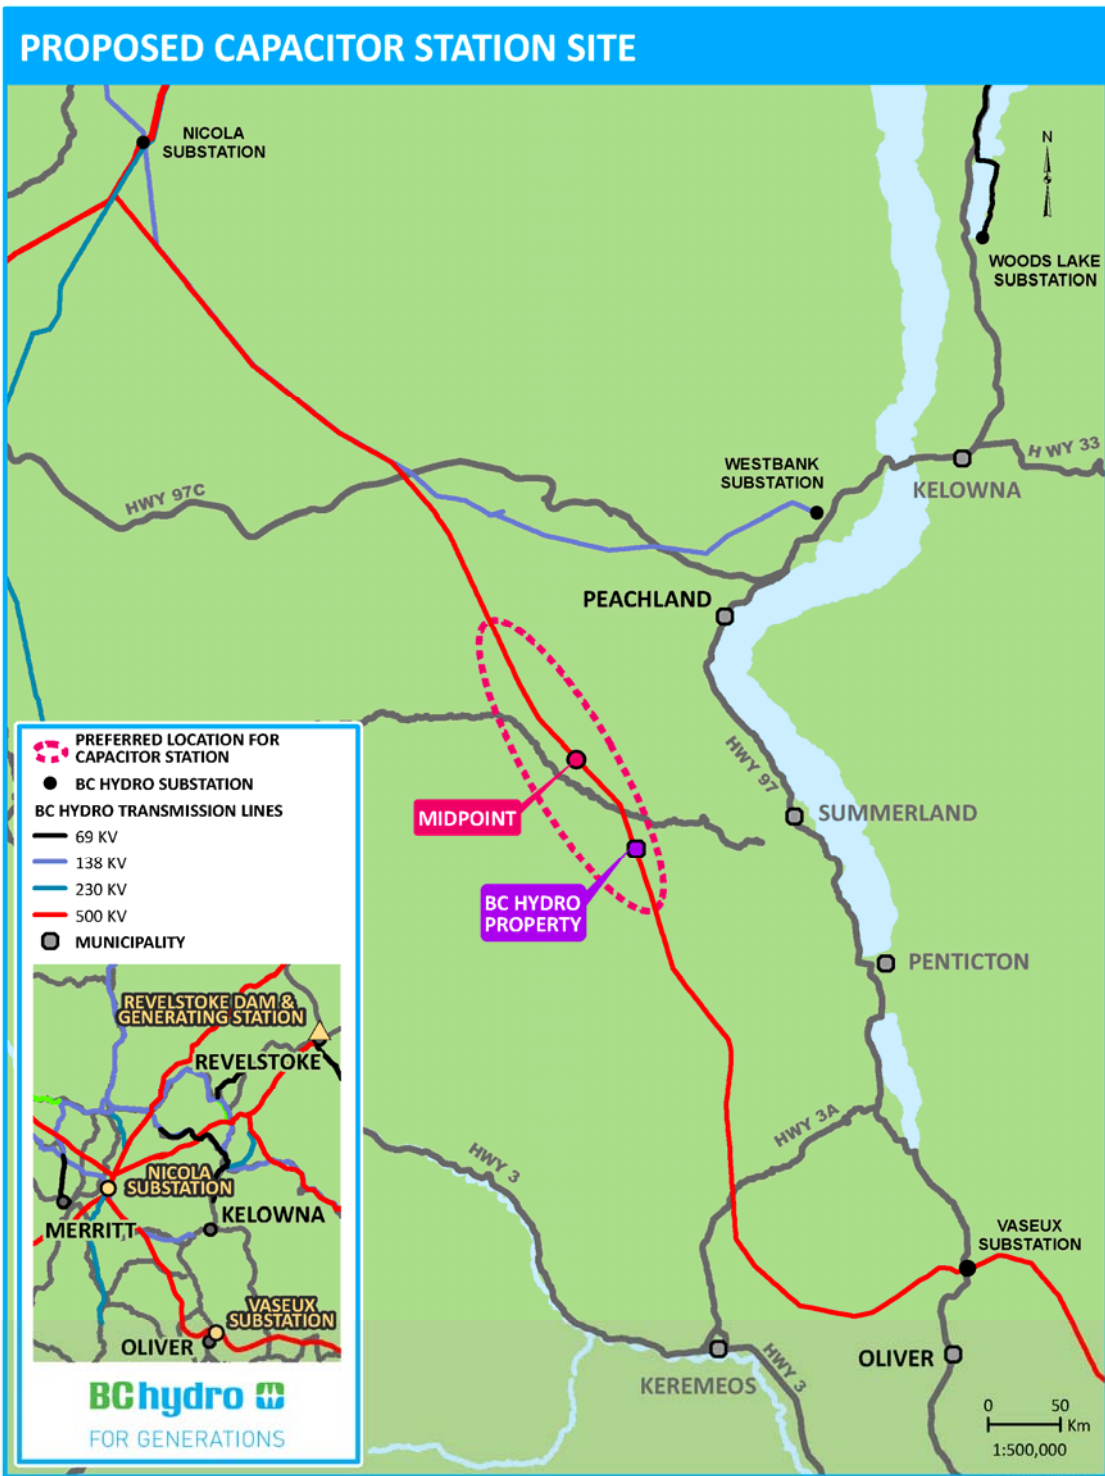 PROPOSED CAPACITOR STATION SITE
NICOLA
SUBSTATION
N
WOODS LAKE
SUBSTATION
HWY 33
WESTBANK
SUBSTATION
KELOWNA
HWY 97C
PEACHLAND
HWY 97
SUMMERLAND
MIDPOINT
BC HYDRO
PROPERTY
PENTICTON
HWY 3A
HWY 3
VASEUX
SUBSTATION
OLIVER
KEREMEOS
HWY 3
0 50
Km
1:500,000
PREFERRED LOCATION FOR
CAPACITOR STATION
BC HYDRO SUBSTATION
BC HYDRO TRANSMISSION LINES
69 KV
138 KV
230 KV
500 KV
MUNICIPALITY
REVELSTOKE DAM &
GENERATING STATION
REVELSTOKE
NICOLA
SUBSTATION
MERRITT
KELOWNA
VASEUX
SUBSTATION
OLIVER
BC hydro
FOR GENERATIONS